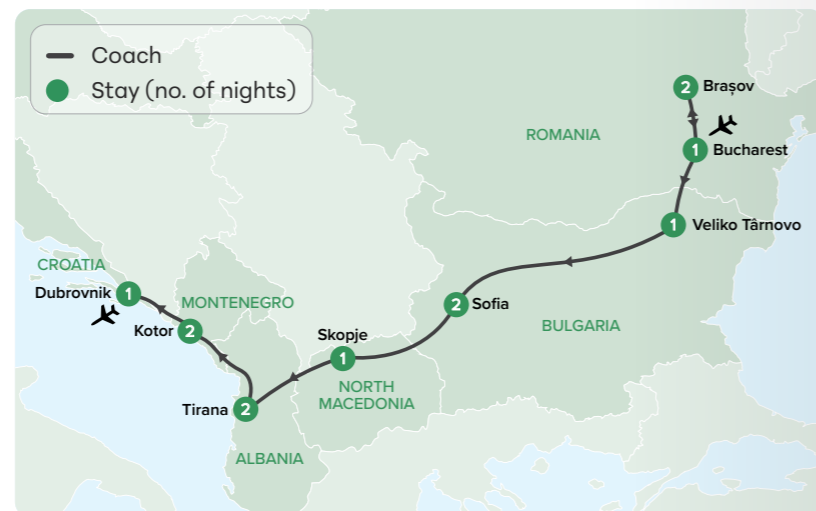 Coach
Stay (no. of nights)
2 Brașov
ROMANIA
1 Bucharest
1 Veliko Târnovo
CROATIA
Dubrovnik 1
MONTENEGRO
2 Sofia
Kotor 2
BULGARIA
Skopje
1
NORTH
MACEDONIA
Tirana 2
ALBANIA